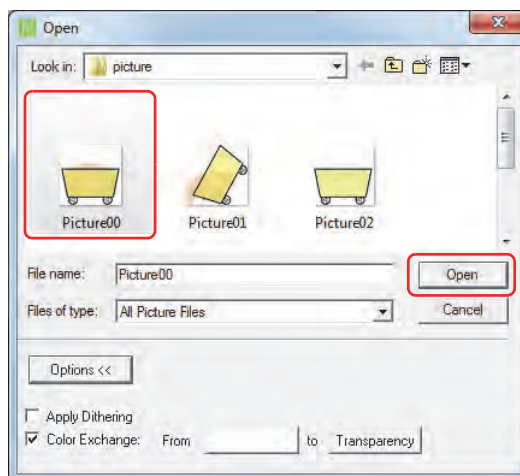 Open
Look in: picture
Picture00 Picture01 Picture02
File name: Picture00 Open
Files of type: All Picture Files Cancel
Options <<
Apply Dithering
Color Exchange: From to Transparency